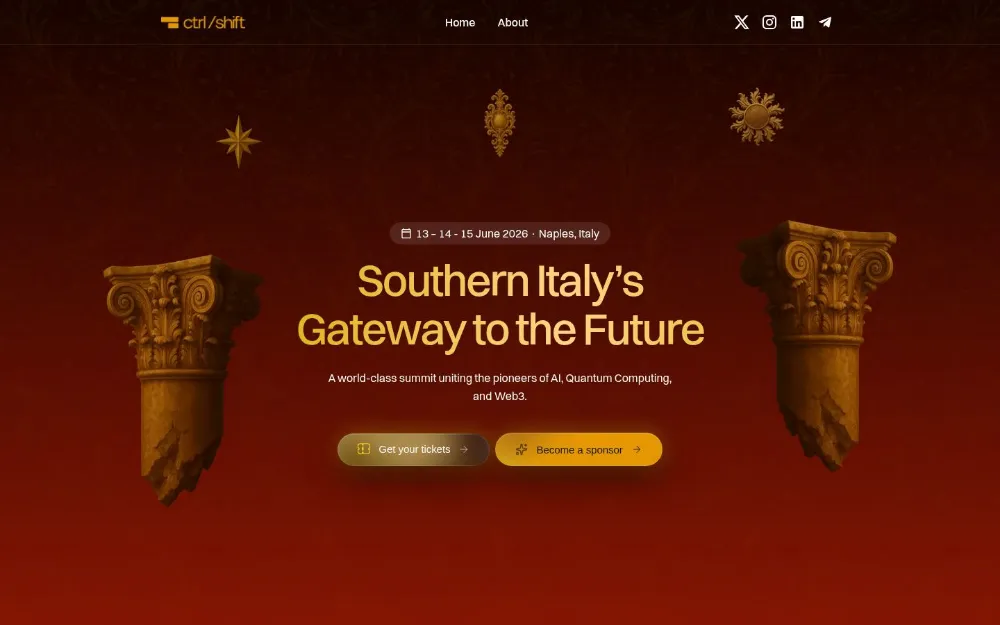 ctrl/shift
Home
About
13 - 14 - 15 June 2026 · Naples, Italy
Southern Italy’s
Gateway to the Future
A world-class summit uniting the pioneers of AI, Quantum Computing,
and Web3.
Get your tickets →
Become a sponsor →